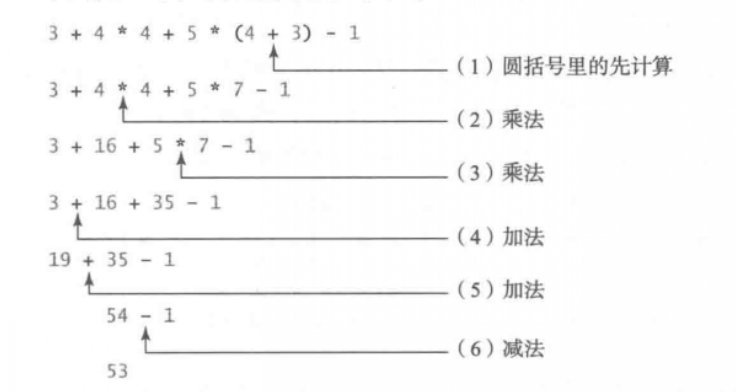 3 + 4 * 4 + 5 * (4 + 3) - 1
(1)圆括号里的先计算
3 + 4 * 4 + 5 * 7 - 1
(2)乘法
3 + 16 + 5 * 7 - 1
(3)乘法
3 + 16 + 35 - 1
(4)加法
19 + 35 - 1
(5)加法
54 - 1
(6)减法
53